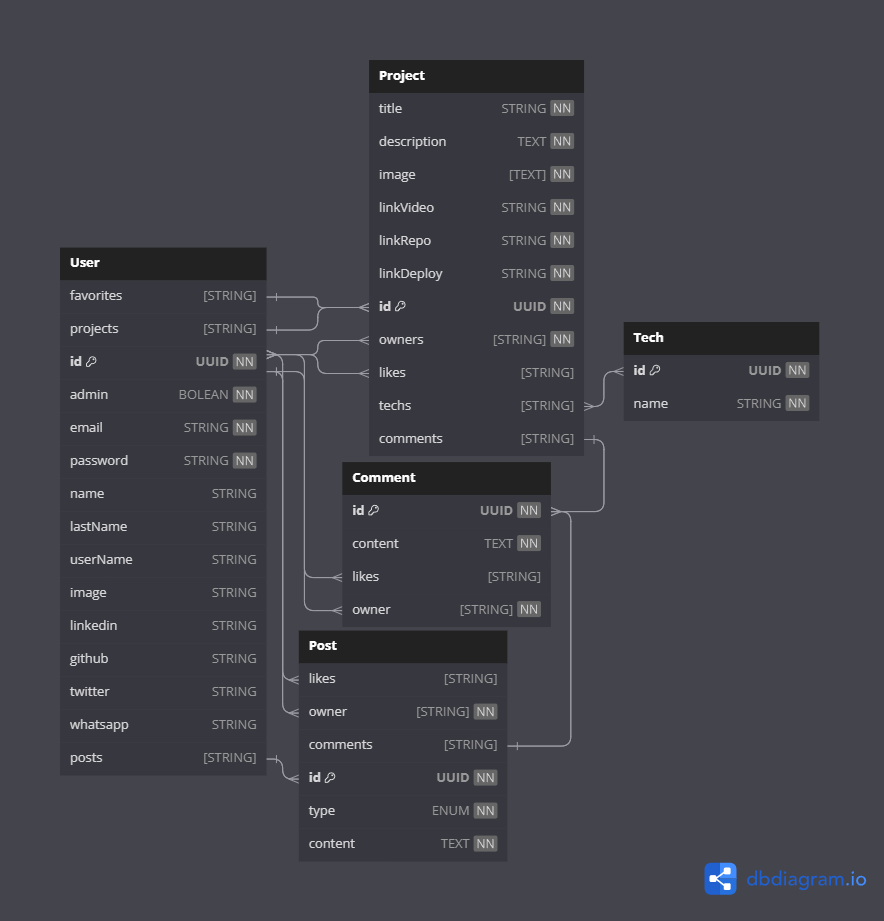 Project
title STRING NN
description TEXT NN
image [TEXT] NN
linkVideo STRING NN
linkRepo STRING NN
linkDeploy STRING NN
id UUID NN
owners [STRING] NN
likes [STRING]
techs [STRING]
comments [STRING]
User
favorites [STRING]
projects [STRING]
id UUID NN
admin BOLEAN NN
email STRING NN
password STRING NN
name STRING
lastName STRING
userName STRING
image STRING
linkedin STRING
github STRING
twitter STRING
whatsapp STRING
posts [STRING]
Tech
id UUID NN
name STRING NN
Comment
id UUID NN
content TEXT NN
likes [STRING]
owner [STRING] NN
Post
likes [STRING]
owner [STRING] NN
comments [STRING]
id UUID NN
type ENUM NN
content TEXT NN
dbdiagram.io